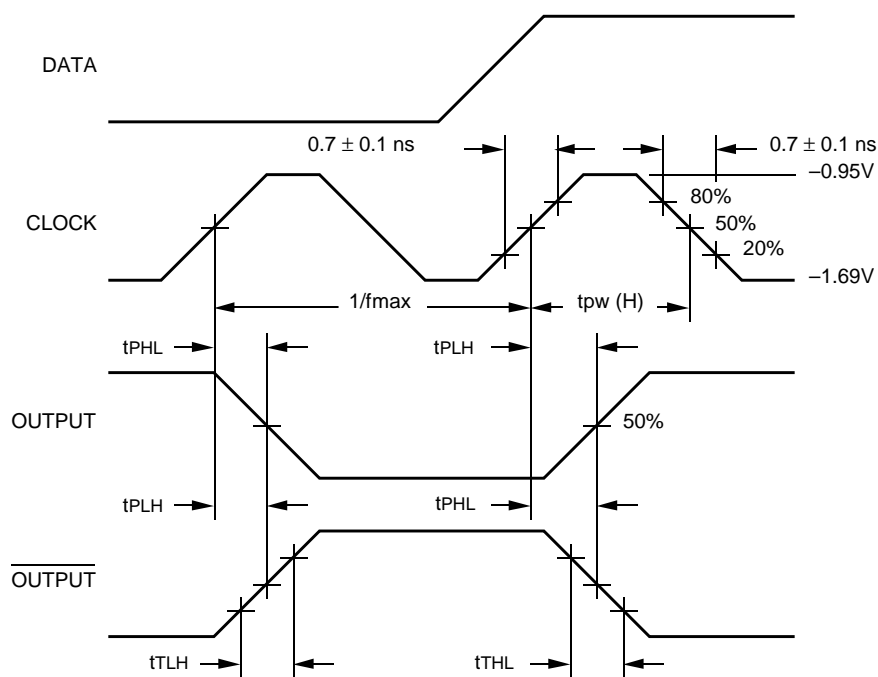 DATA
0.7 ± 0.1 ns
0.7 ± 0.1 ns
–0.95V
80%
CLOCK
50%
20%
–1.69V
1/fmax
tpw (H)
tPHL
tPLH
OUTPUT
50%
tPLH
tPHL
OUTPUT
tTLH
tTHL